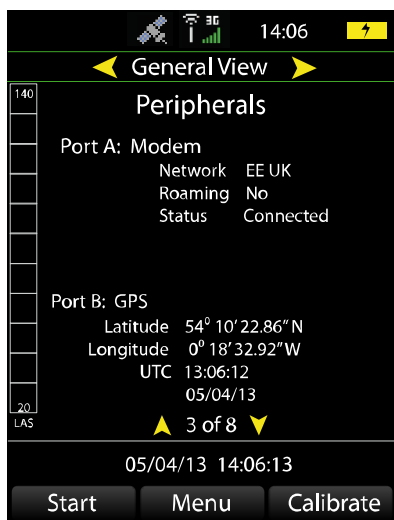 3G 14:06
General View
140
Peripherals
Port A: Modem
Network EE UK
Roaming No
Status Connected
Port B: GPS
Latitude 54⁰ 10' 22.86" N
Longitude 0⁰ 18' 32.92" W
UTC 13:06:12
05/04/13
20
LAS
3 of 8
05/04/13 14:06:13
Start Menu Calibrate